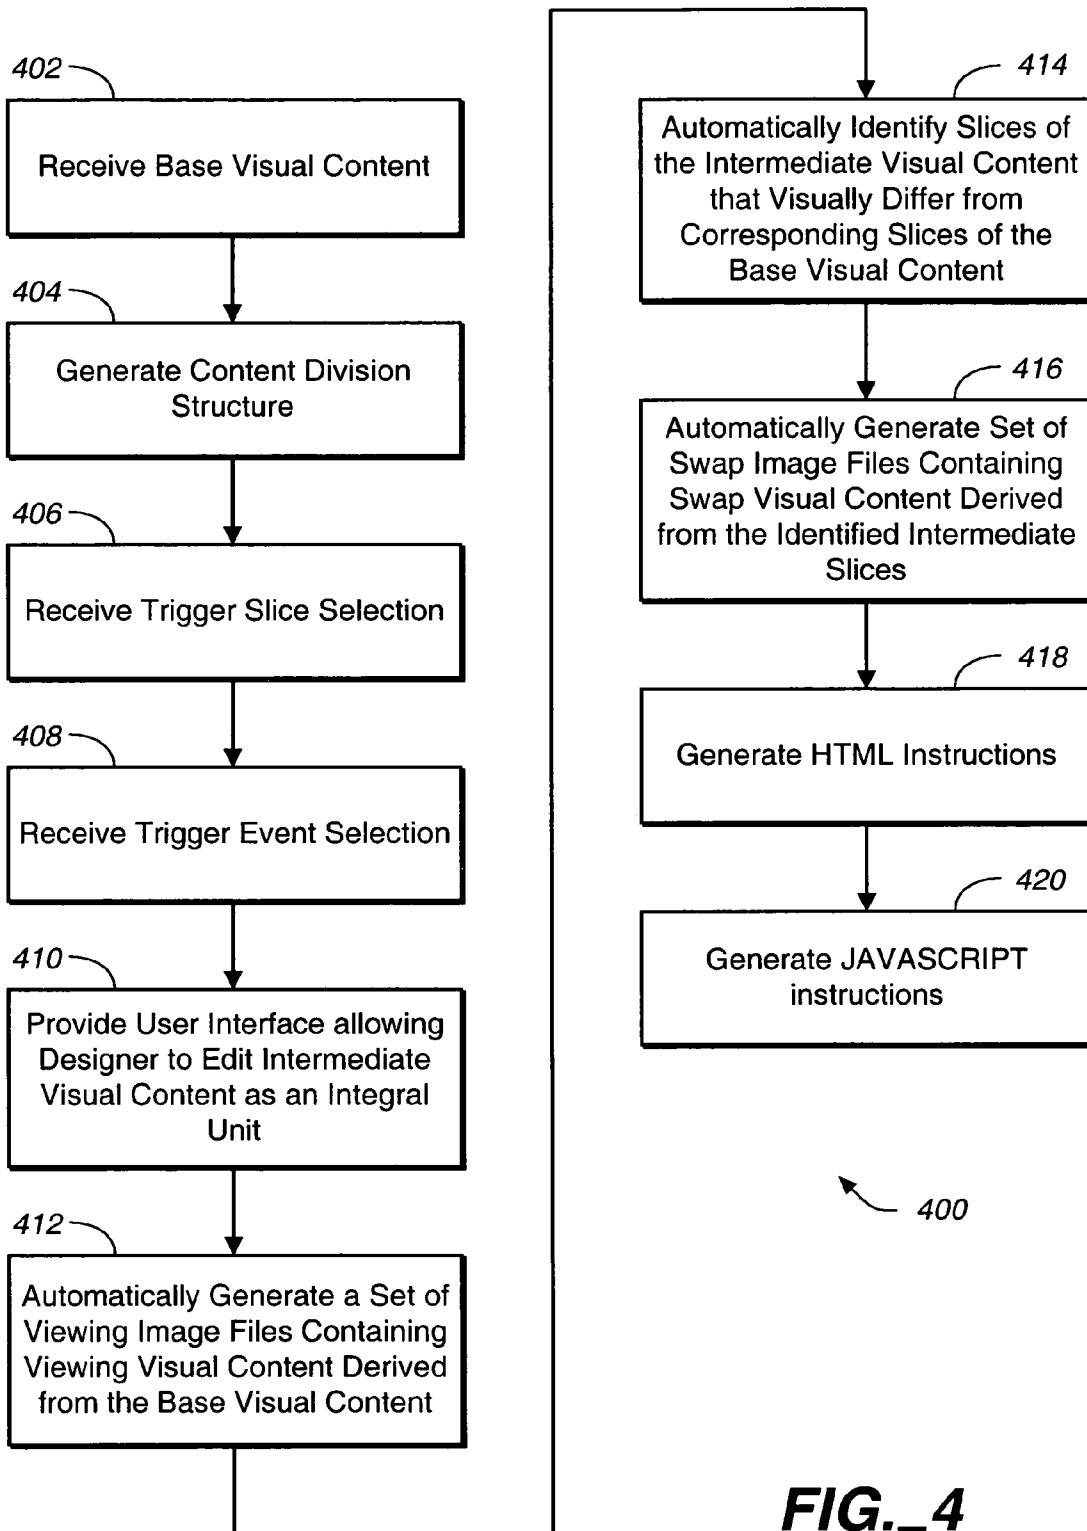 402
Receive Base Visual Content
404
Generate Content Division
Structure
406
Receive Trigger Slice Selection
408
Receive Trigger Event Selection
410
Provide User Interface allowing
Designer to Edit Intermediate
Visual Content as an Integral
Unit
412
Automatically Generate a Set of
Viewing Image Files Containing
Viewing Visual Content Derived
from the Base Visual Content
414
Automatically Identify Slices of
the Intermediate Visual Content
that Visually Differ from
Corresponding Slices of the
Base Visual Content
416
Automatically Generate Set of
Swap Image Files Containing
Swap Visual Content Derived
from the Identified Intermediate
Slices
418
Generate HTML Instructions
420
Generate JAVASCRIPT
instructions
400
FIG._4